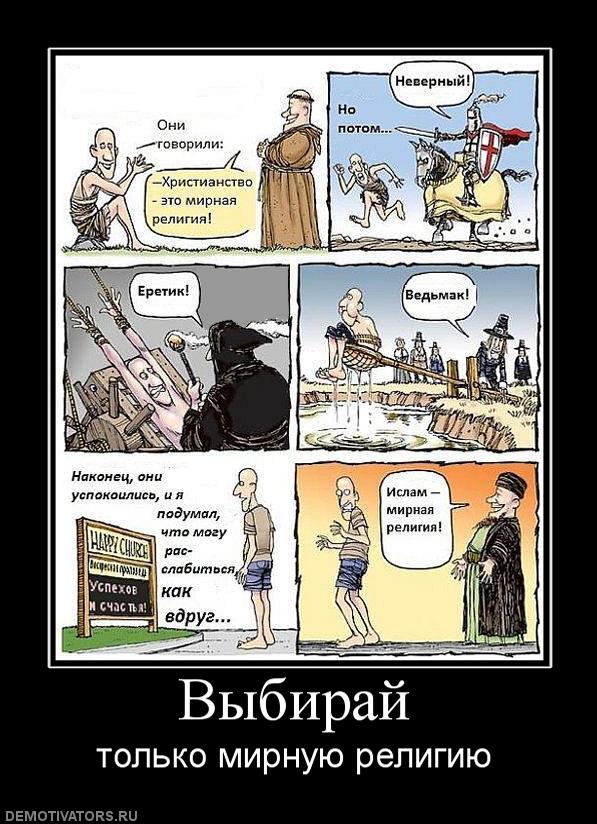 Они
говорили:
—Христианство
- это мирная
религия!
Неверный!
Но
потом...
Еретик!
Ведьмак!
Наконец, они
успокоились, и я
подумал,
что могу
рас-
слабиться,
как
вдруг...
HAPPY CHURCH
Успехов
и счастья!
Ислам —
мирная
религия!
Выбирай
только мирную религию
DEMOTIVATORS.RU